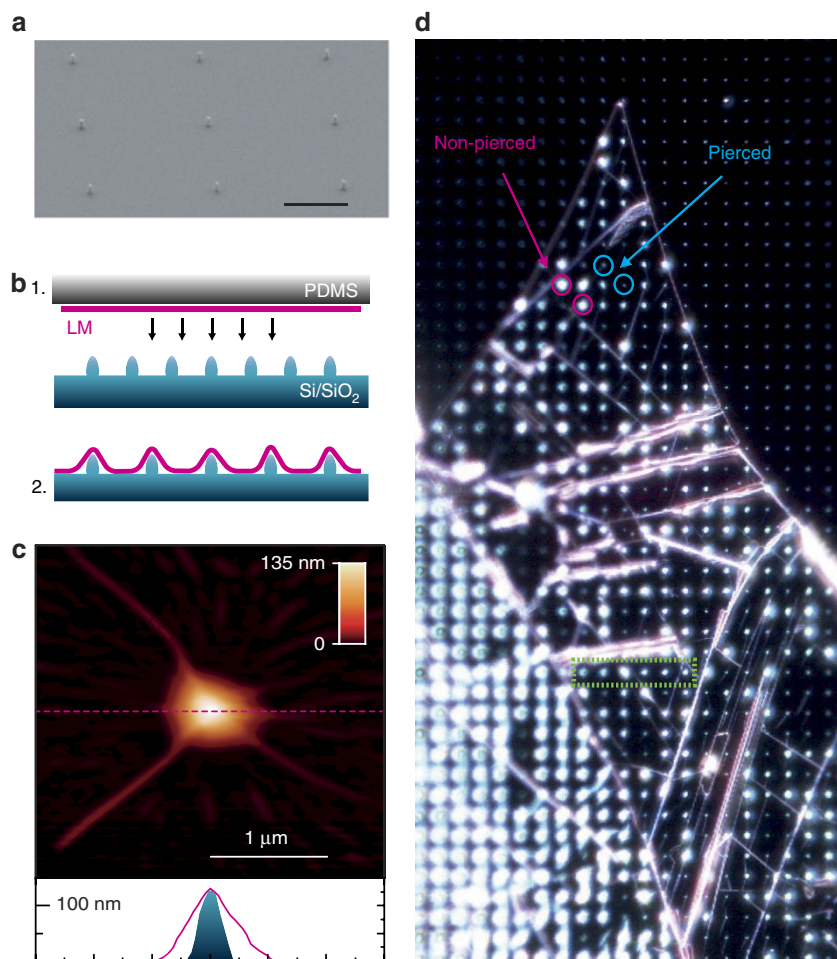 a
b
1.
PDMS
LM
Si/SiO₂
2.
c
135 nm
0
1 μm
100 nm
d
Non-pierced
Pierced